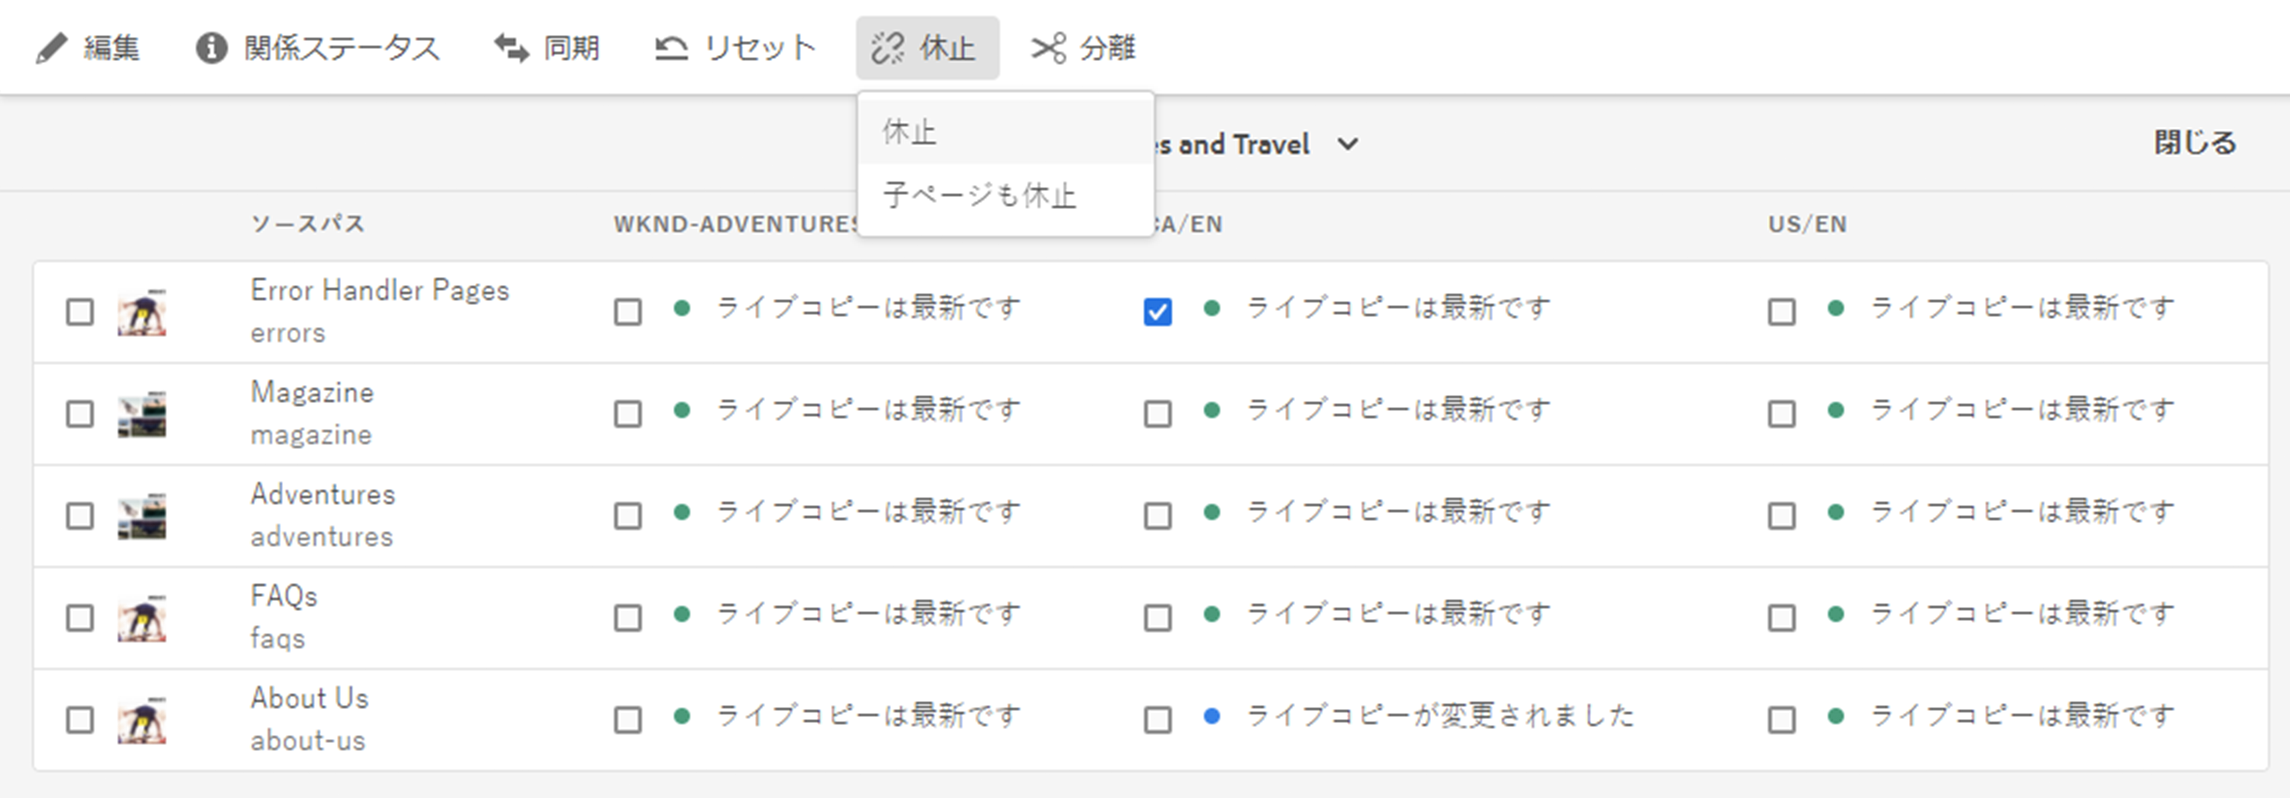 編集 関係ステータス 同期 リセット 休止 分離
休止
子ページも休止
es and Travel
閉じる
ソースパス WKND-ADVENTURES CA/EN US/EN
Error Handler Pages
errors
ライブコピーは最新です ライブコピーは最新です ライブコピーは最新です
Magazine
magazine
ライブコピーは最新です ライブコピーは最新です ライブコピーは最新です
Adventures
adventures
ライブコピーは最新です ライブコピーは最新です ライブコピーは最新です
FAQs
faqs
ライブコピーは最新です ライブコピーは最新です ライブコピーは最新です
About Us
about-us
ライブコピーは最新です ライブコピーが変更されました ライブコピーは最新です